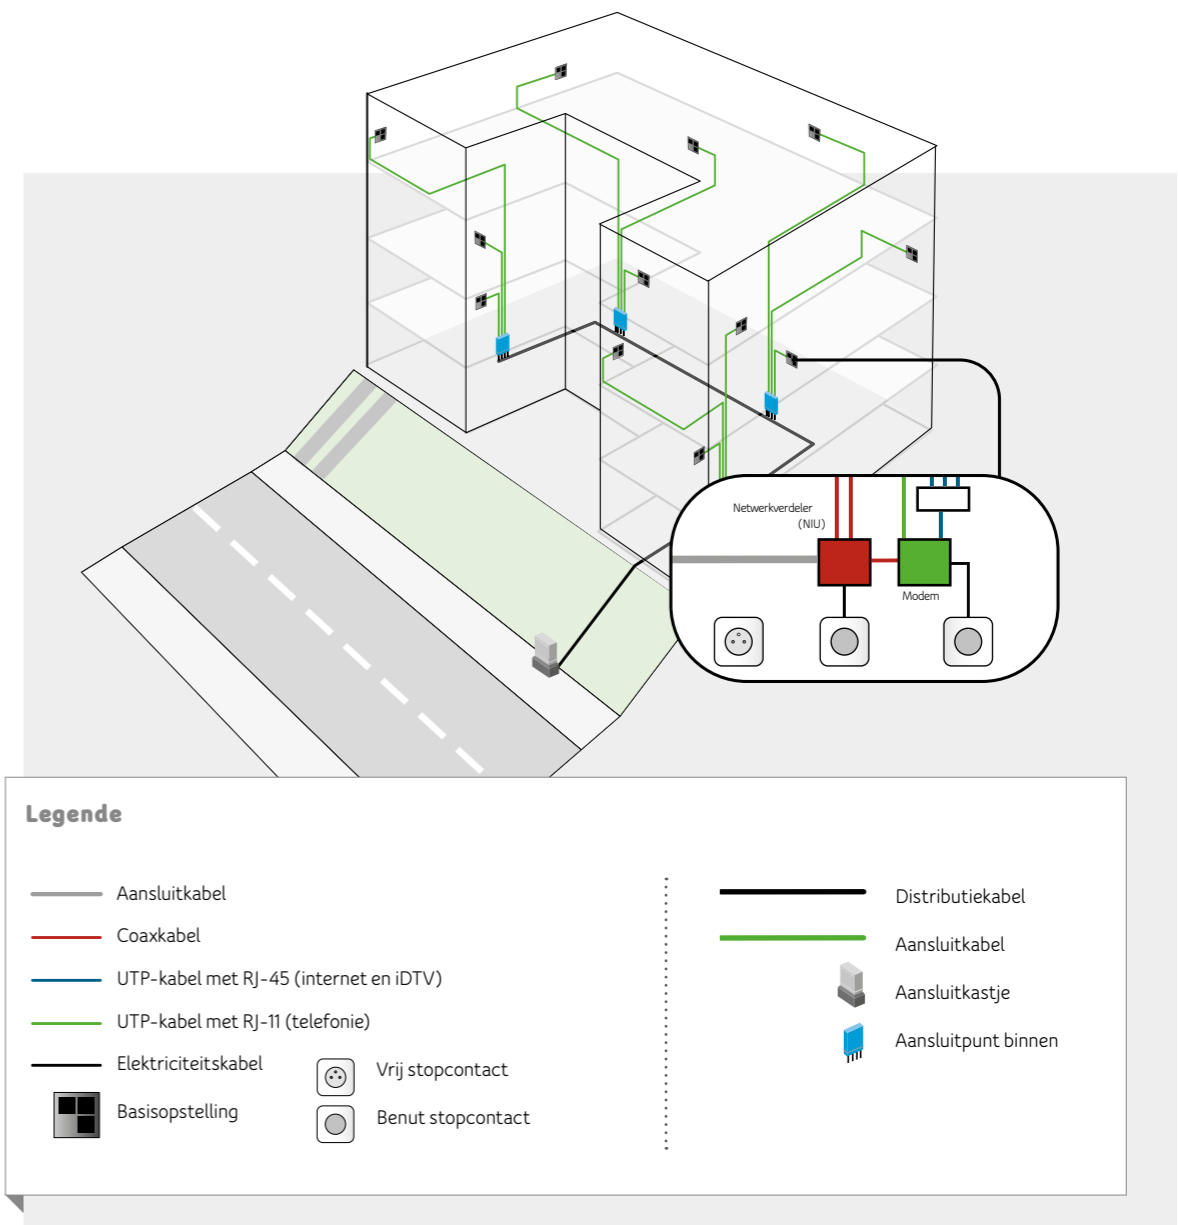 Netwerkverdeler
(NIU)
Modem
Legende
Aansluitkabel
Coaxkabel
UTP-kabel met RJ-45 (internet en iDTV)
UTP-kabel met RJ-11 (telefonie)
Elektriciteitskabel
Basisopstelling
Vrij stopcontact
Benut stopcontact
Distributiekabel
Aansluitkabel
Aansluitkastje
Aansluitpunt binnen